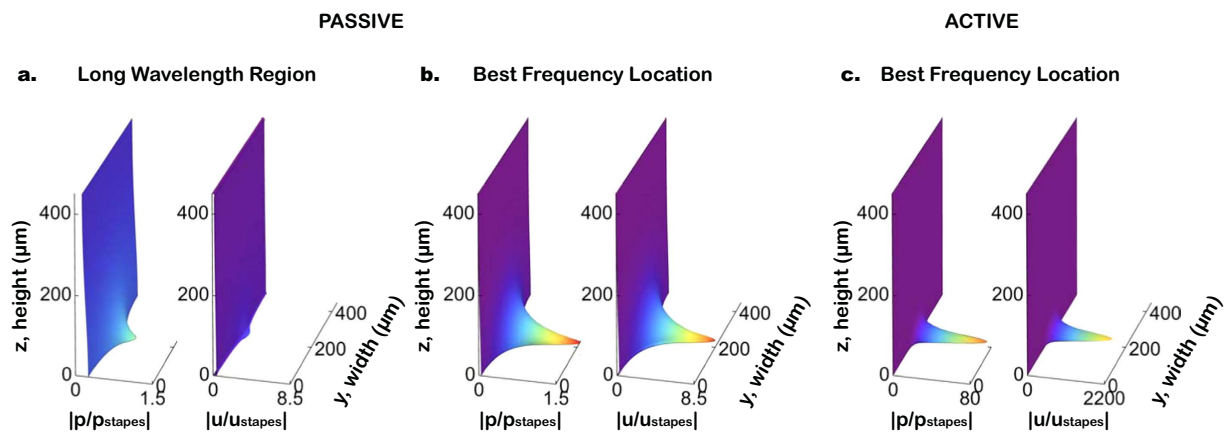 PASSIVE
ACTIVE
a. Long Wavelength Region
b. Best Frequency Location
c. Best Frequency Location
z, height (µm)
400
200
0
0
1.5
|p/pstapes|
400
200
0
0
8.5
|u/ustapes|
0
200
400
y, width (µm)
z, height (µm)
400
200
0
0
1.5
|p/pstapes|
400
200
0
0
8.5
|u/ustapes|
0
200
400
y, width (µm)
z, height (µm)
400
200
0
0
80
|p/pstapes|
0
400
200
0
0
2200
|u/ustapes|
0
200
400
y, width (µm)